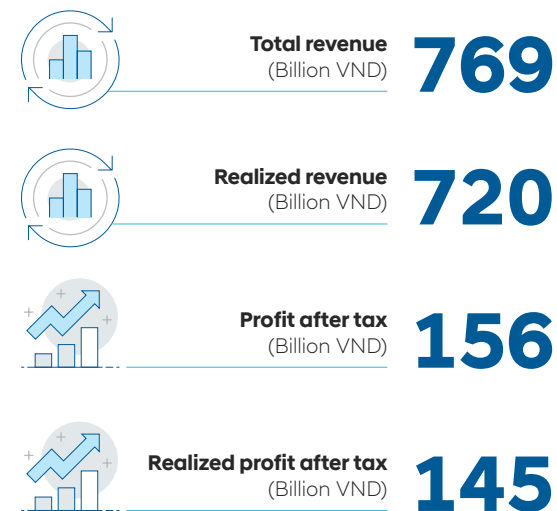 Total revenue
(Billion VND)
769
Realized revenue
(Billion VND)
720
Profit after tax
(Billion VND)
156
Realized profit after tax
(Billion VND)
145